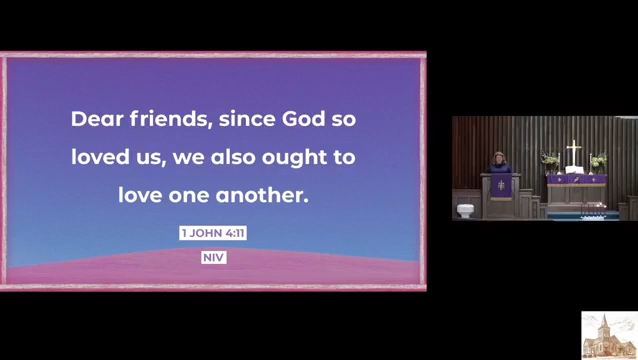 Dear friends, since God so
loved us, we also ought to
love one another.
1 JOHN 4:11
NIV